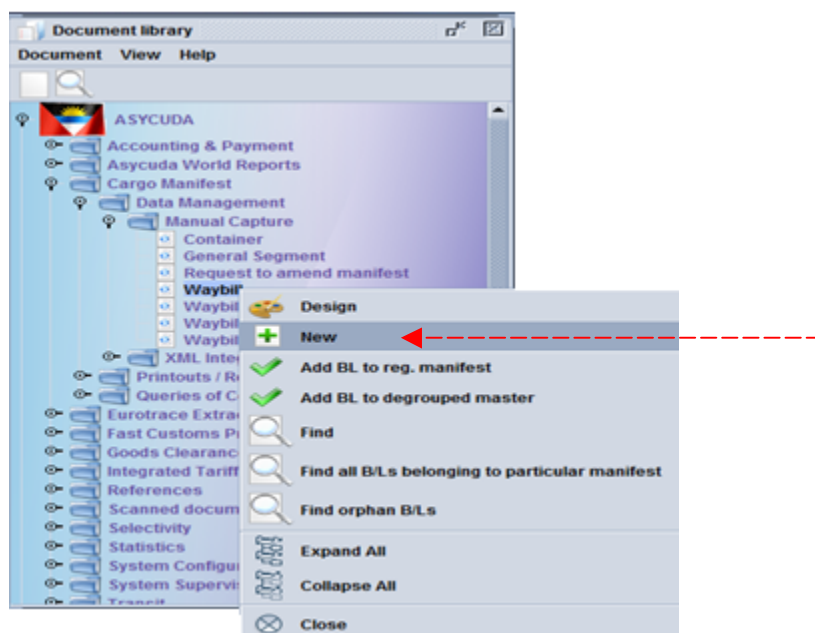 Document library
Document View Help
ASYCUDA
Accounting & Payment
Asycuda World Reports
Cargo Manifest
Data Management
Manual Capture
Container
General Segment
Request to amend manifest
Waybill
Waybil
Waybil
Waybil
XML Inte
Printouts / R
Queries of C
Eurotrace Extra
Fast Customs P
Goods Clearanc
Integrated Tariff
References
Scanned docum
Selectivity
Statistics
System Configu
System Supervi
Transit
Design
New
Add BL to reg. manifest
Add BL to degrouped master
Find
Find all B/Ls belonging to particular manifest
Find orphan B/Ls
Expand All
Collapse All
Close